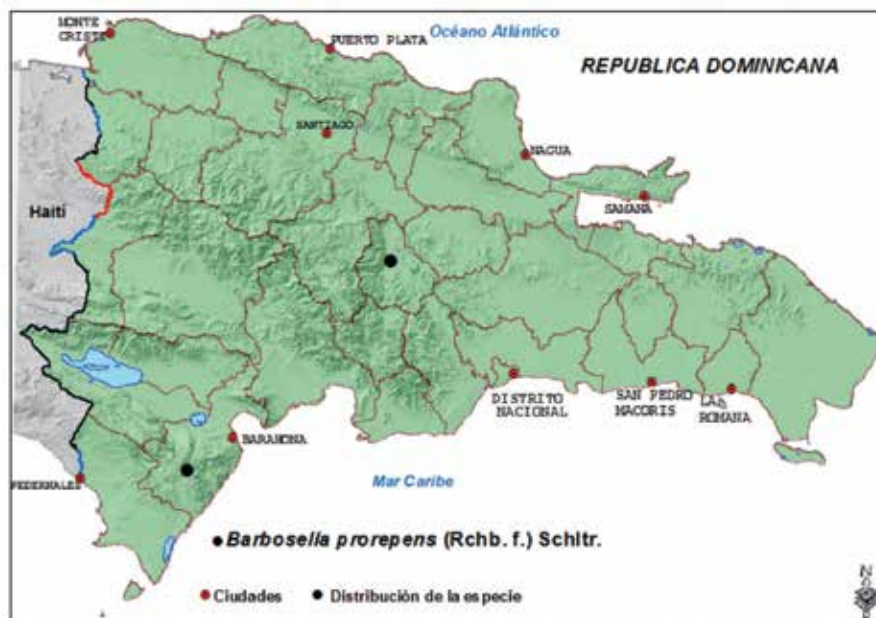 MONTE
CRISTI
PUERTO PLATA
Océano Atlántico
REPUBLICA DOMINICANA
SANTIAGO
NAGUA
SAMANA
Haití
DISTRITO
NACIONAL
SAN PEDRO
MACORIS
LA
ROMANA
BARAHONA
PEDERNALES
Mar Caribe
Barbosella prorepens (Rchb. f.) Schltr.
Ciudades
Distribución de la especie
N